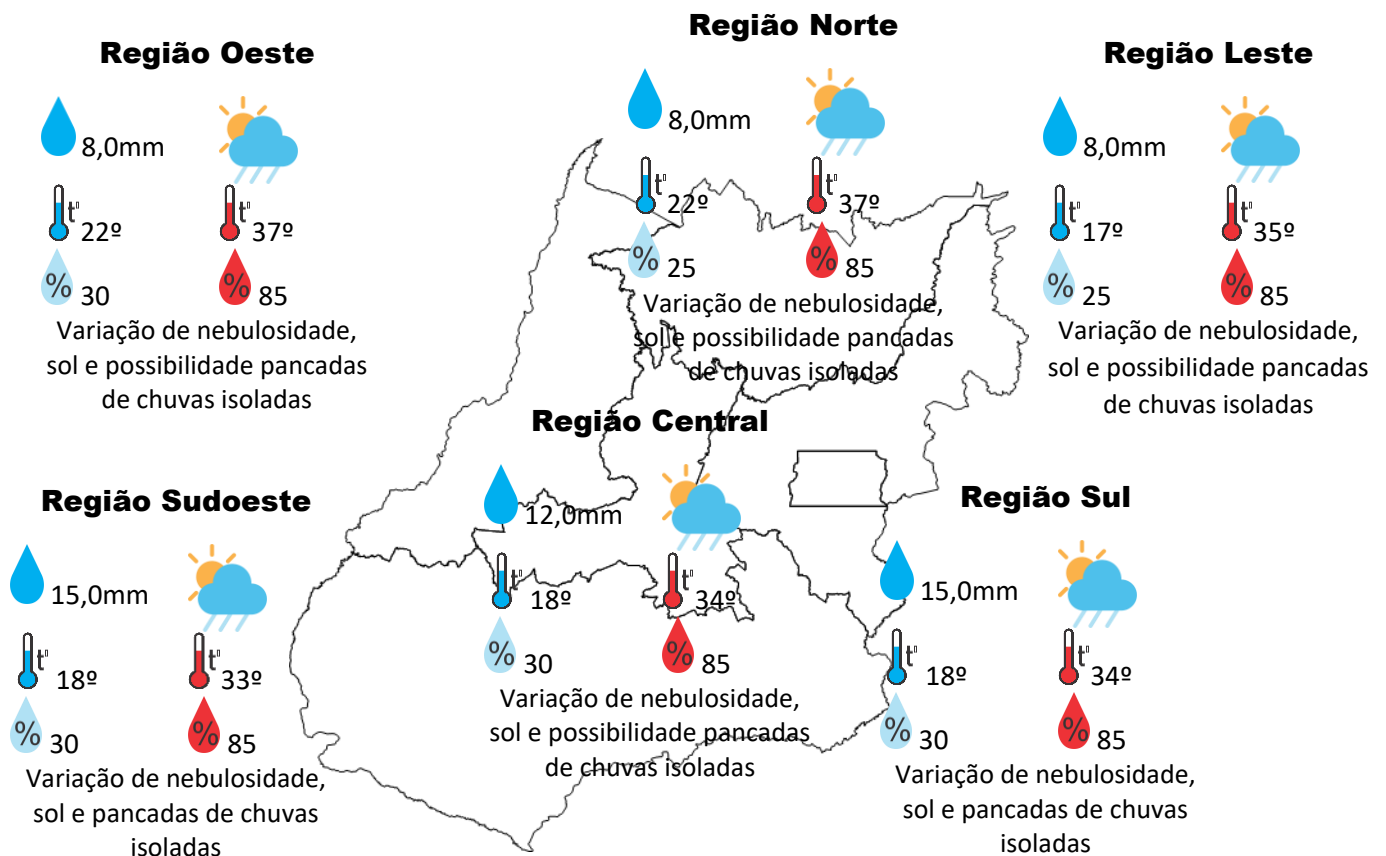 Região Oeste
8,0mm
t°
22º
t°
37º
% 30
% 85
Variação de nebulosidade,
sol e possibilidade pancadas
de chuvas isoladas
Região Norte
8,0mm
t°
22º
t°
37º
% 25
% 85
Variação de nebulosidade,
sol e possibilidade pancadas
de chuvas isoladas
Região Leste
8,0mm
t°
17º
t°
35º
% 25
% 85
Variação de nebulosidade,
sol e possibilidade pancadas
de chuvas isoladas
Região Central
12,0mm
t°
18º
t°
34º
% 30
% 85
Variação de nebulosidade,
sol e possibilidade pancadas
de chuvas isoladas
Região Sudoeste
15,0mm
t°
18º
t°
33º
% 30
% 85
Variação de nebulosidade,
sol e pancadas de chuvas
isoladas
Região Sul
15,0mm
t°
18º
t°
34º
% 30
% 85
Variação de nebulosidade,
sol e pancadas de chuvas
isoladas